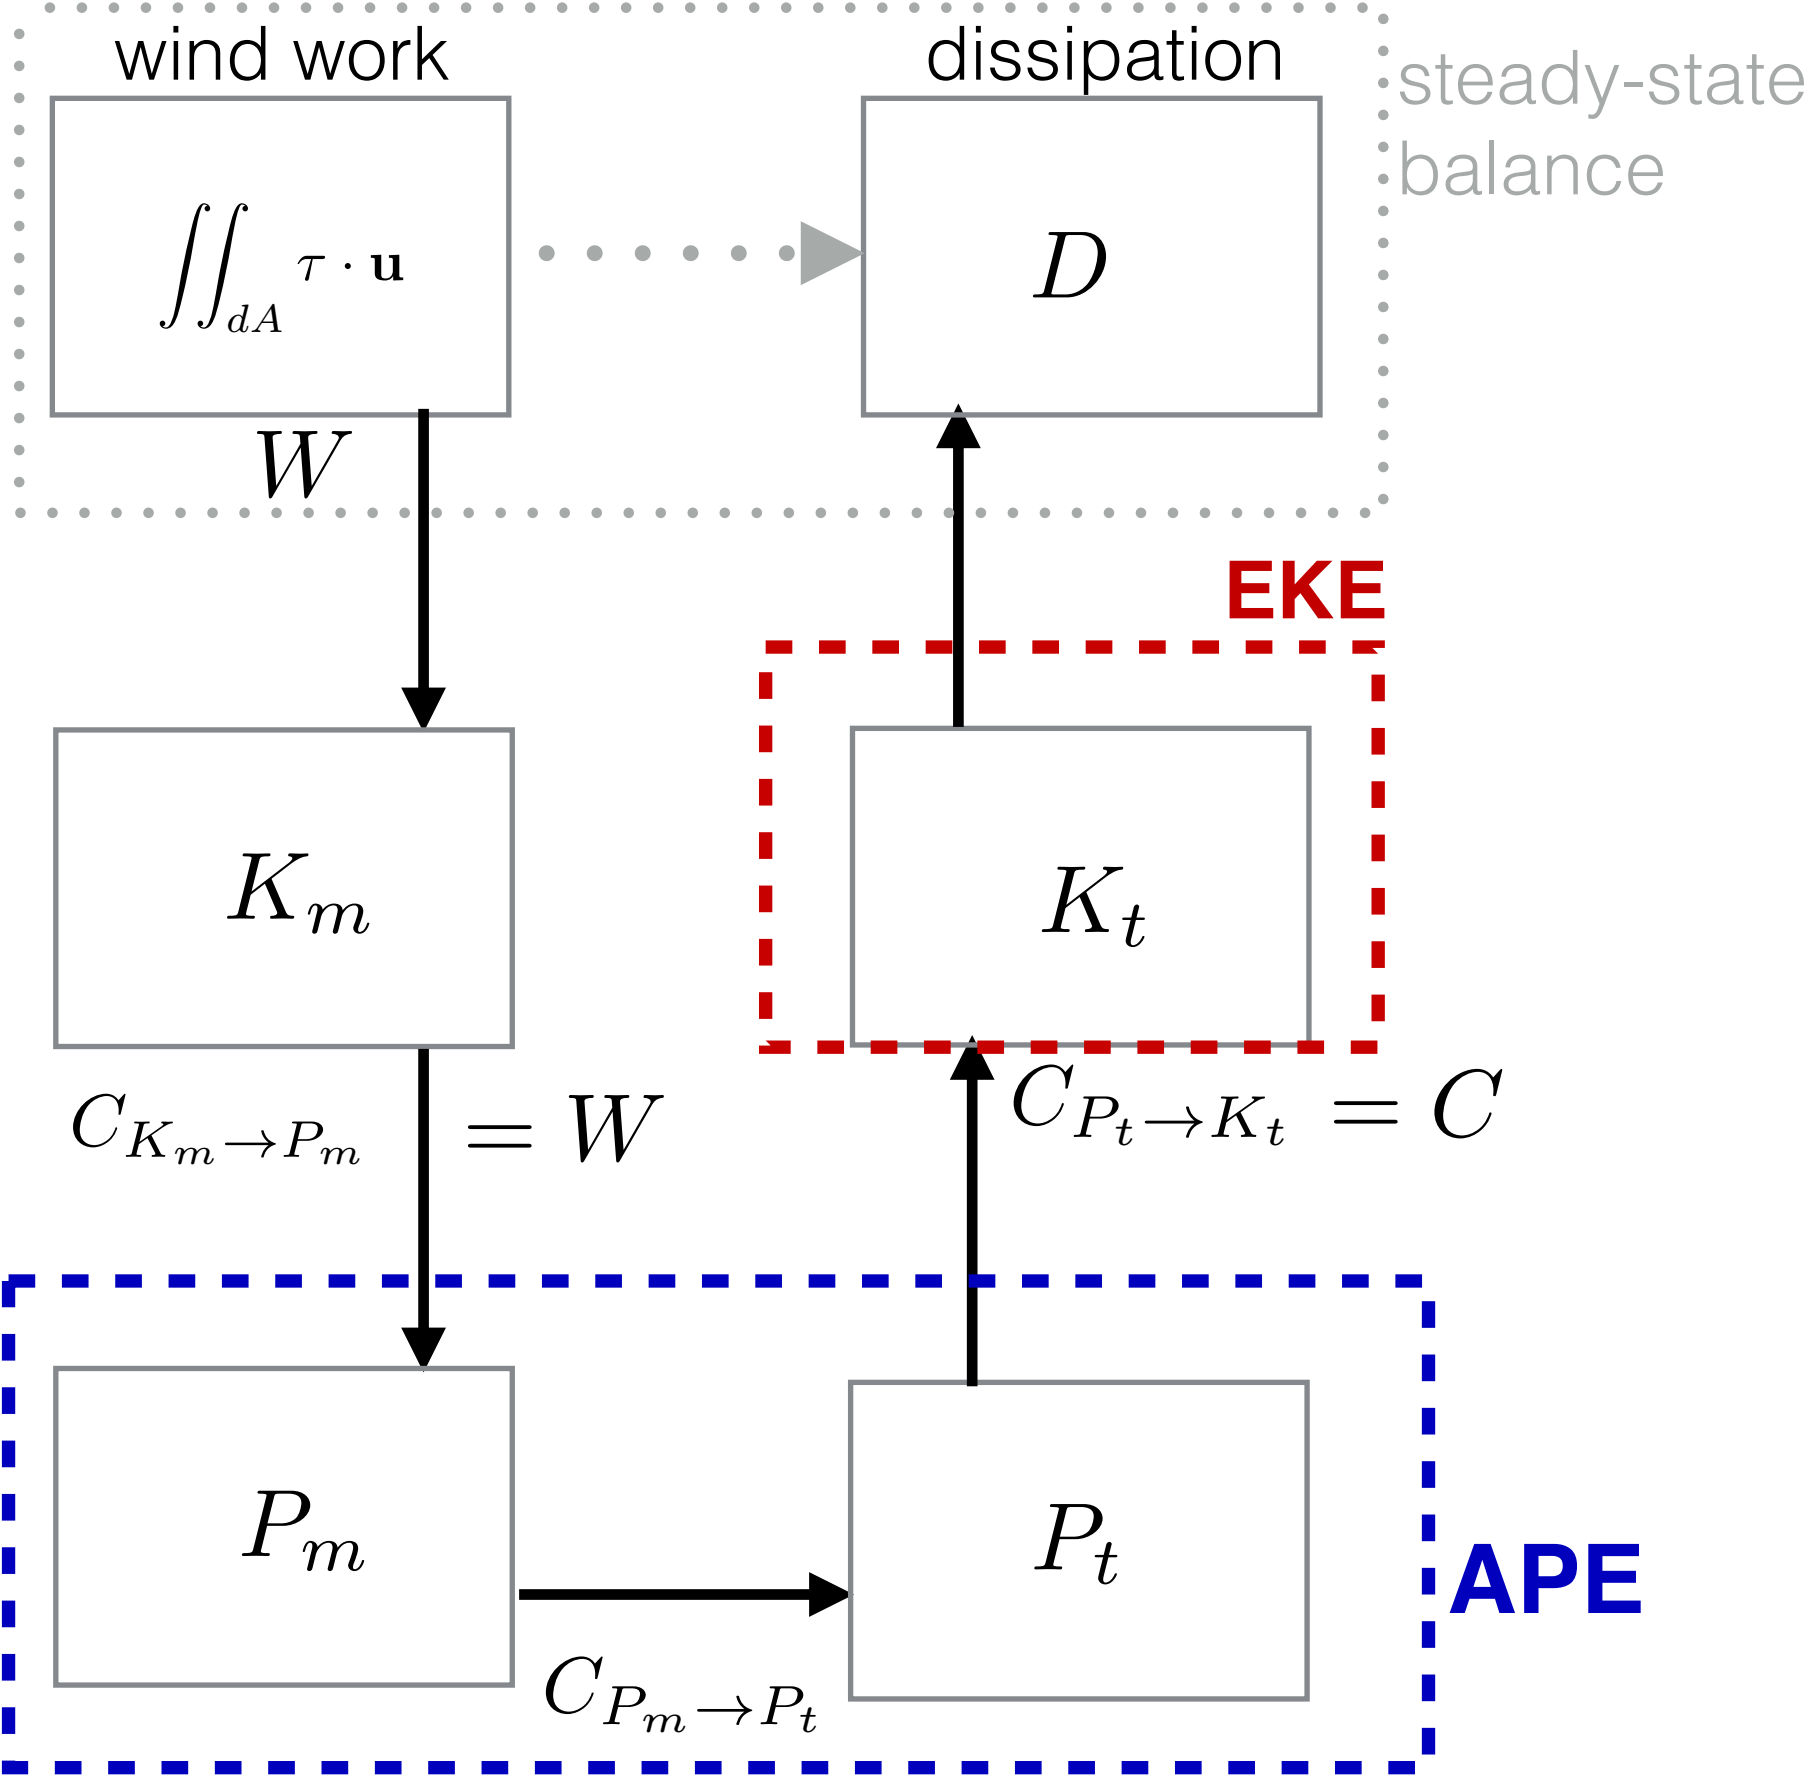 wind work
dissipation
steady-state
balance
∬_{dA} τ · **u**
D
W
EKE
K_m
K_t
C_{K_m→P_m} = W
C_{P_t→K_t} = C
P_m
P_t
APE
C_{P_m→P_t}